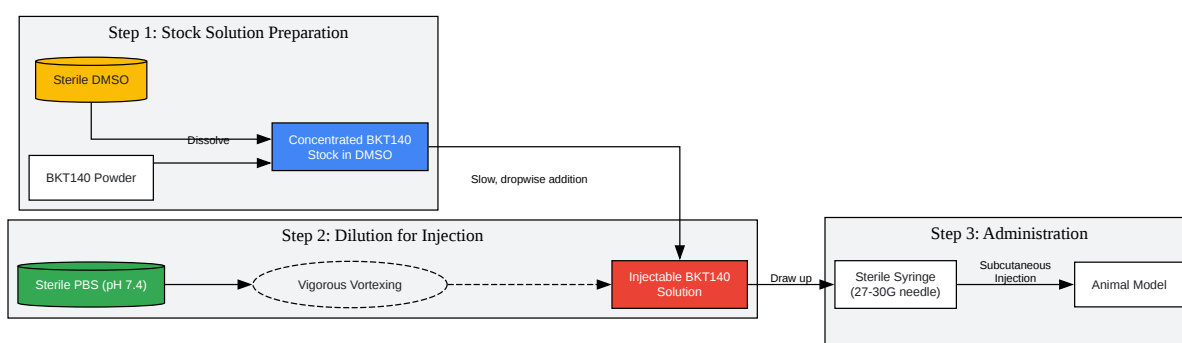 Step 1: Stock Solution Preparation
Sterile DMSO
Dissolve
Concentrated BKT140
Stock in DMSO
BKT140 Powder
Slow, dropwise addition
Step 2: Dilution for Injection
Sterile PBS (pH 7.4)
Vigorous Vortexing
Injectable BKT140
Solution
Draw up
Step 3: Administration
Sterile Syringe
(27-30G needle)
Subcutaneous
Injection
Animal Model